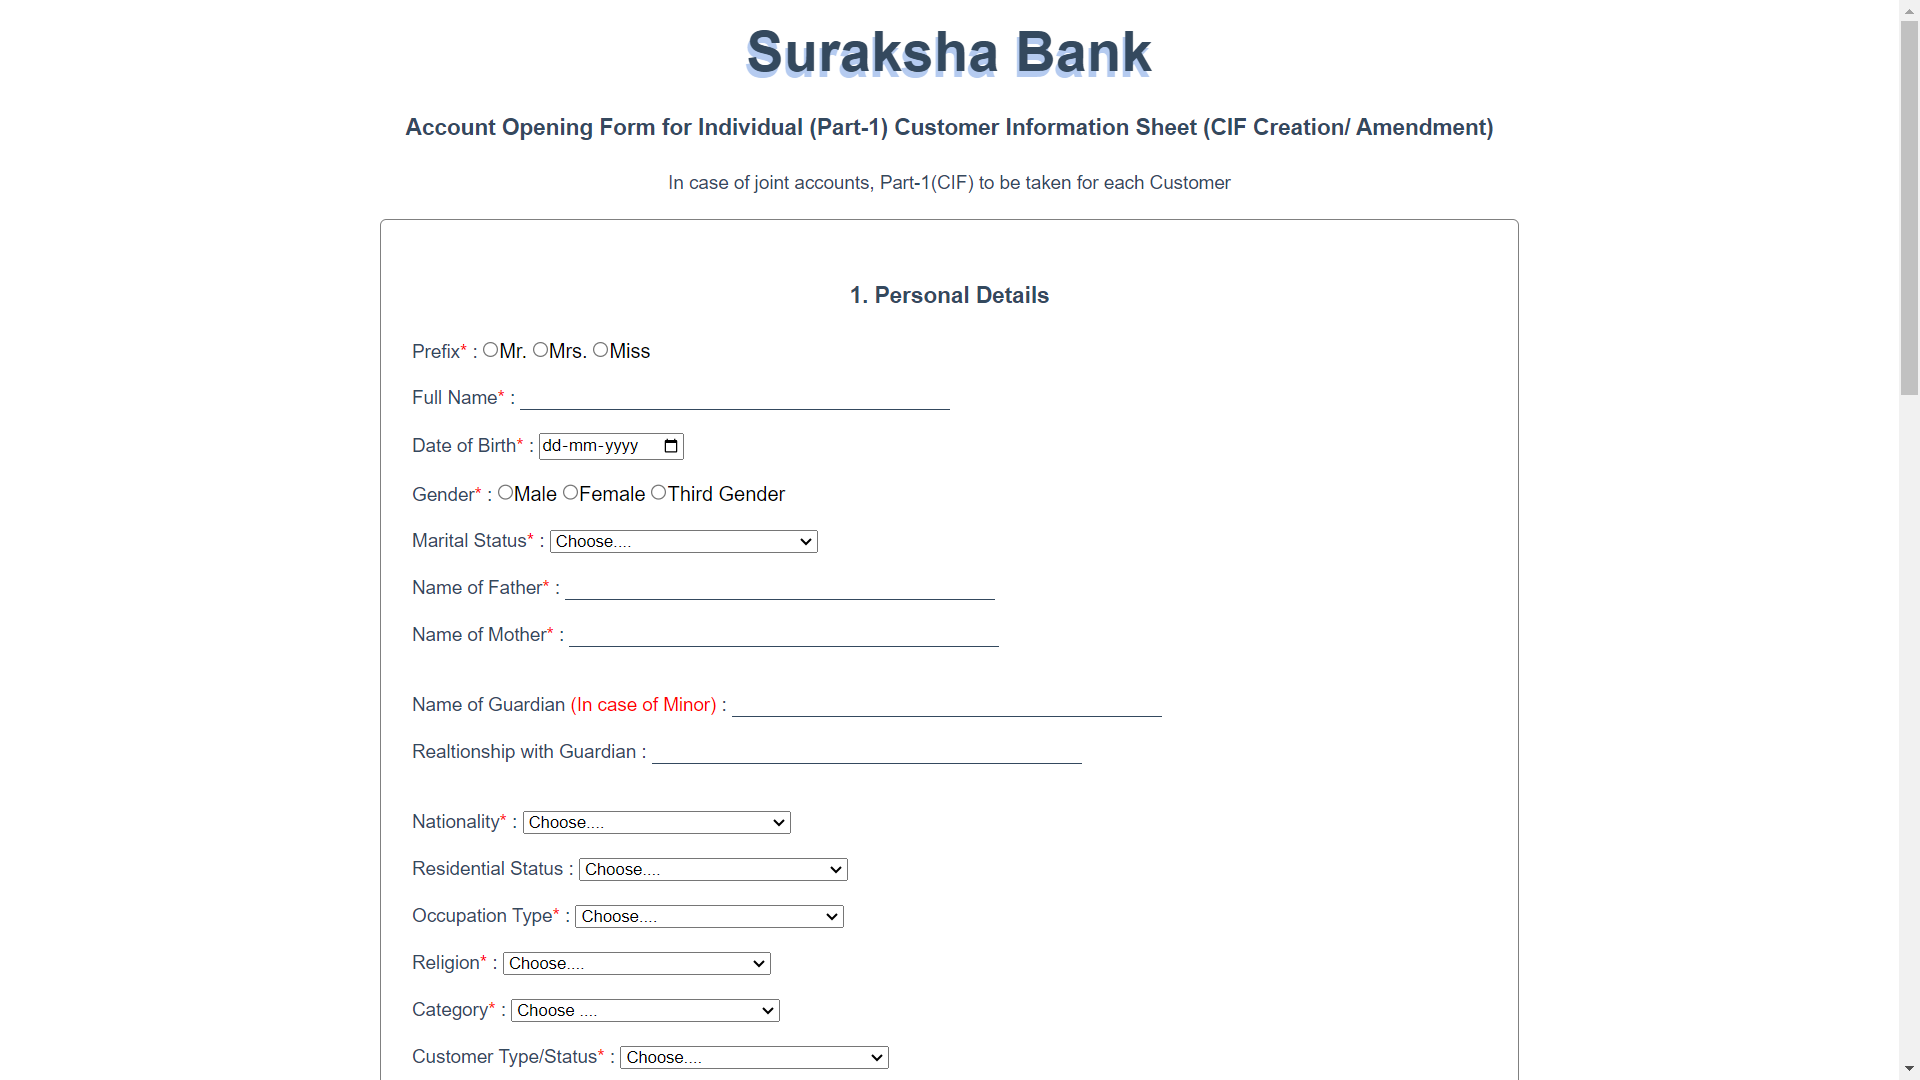 Suraksha Bank
Account Opening Form for Individual (Part-1) Customer Information Sheet (CIF Creation/ Amendment)
In case of joint accounts, Part-1(CIF) to be taken for each Customer
1. Personal Details
Prefix* : Mr. Mrs. Miss
Full Name* :
Date of Birth* : dd-mm-yyyy
Gender* : Male Female Third Gender
Marital Status* : Choose....
Name of Father* :
Name of Mother* :
Name of Guardian (In case of Minor) :
Realtionship with Guardian :
Nationality* : Choose....
Residential Status : Choose....
Occupation Type* : Choose....
Religion* : Choose....
Category* : Choose ....
Customer Type/Status* : Choose....